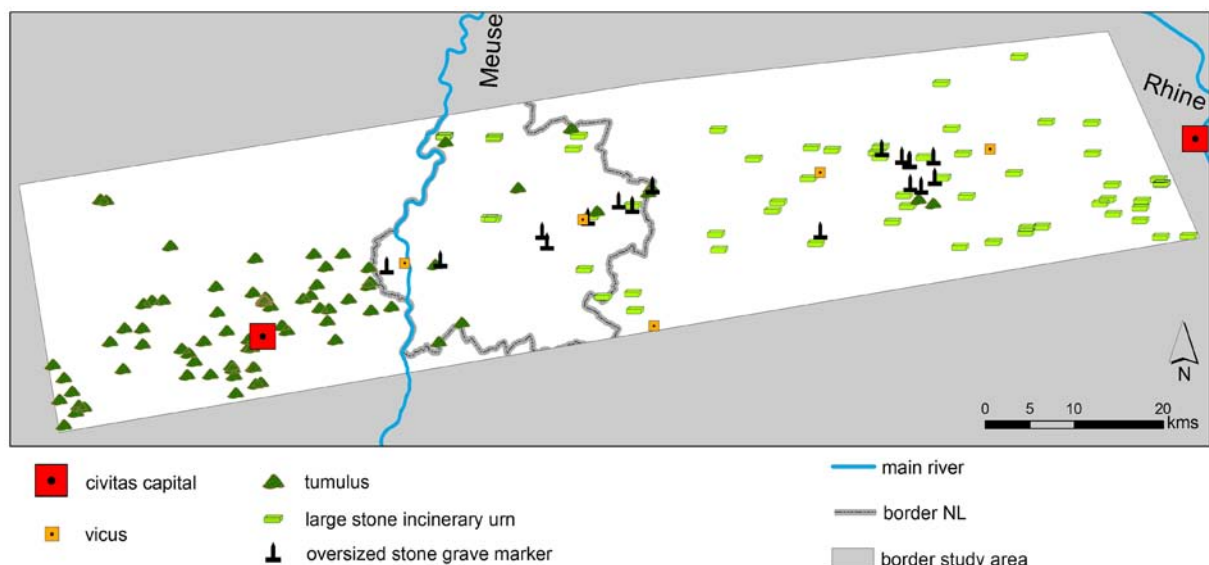 Meuse
Rhine
N
0 5 10 20
kms
civitas capital
vicus
tumulus
large stone incinerary urn
oversized stone grave marker
main river
border NL
border study area